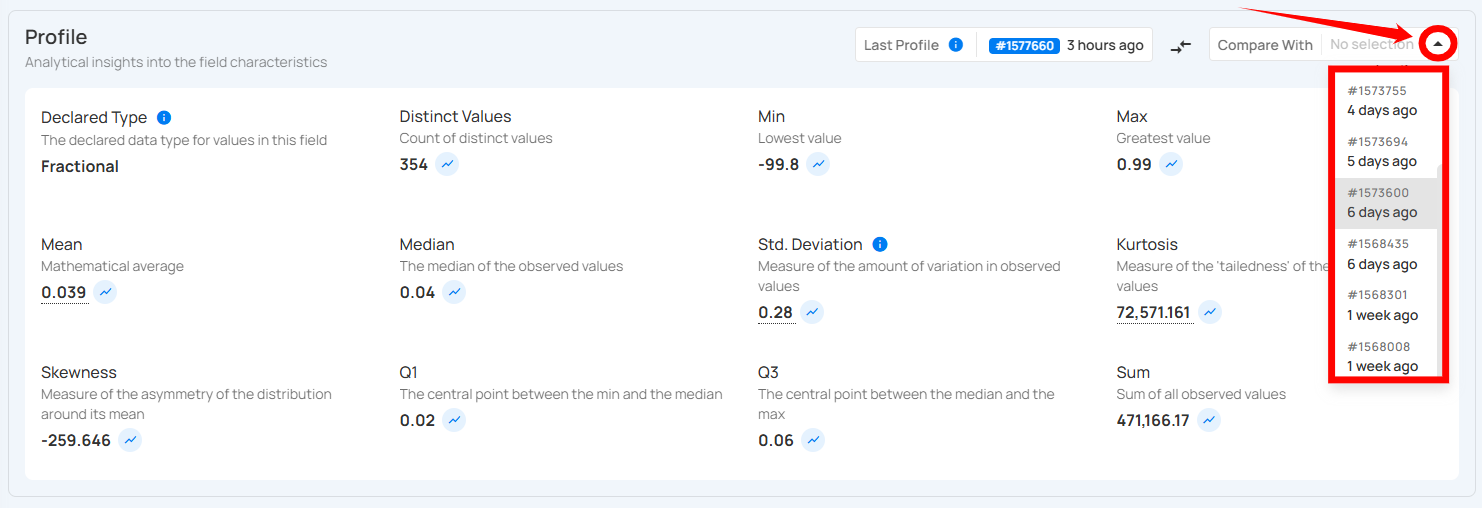 Profile
Analytical insights into the field characteristics
Last Profile #1577660 3 hours ago
Compare With No selection
#1573755
4 days ago
#1573694
5 days ago
#1573600
6 days ago
#1568435
6 days ago
#1568301
1 week ago
#1568008
1 week ago
Declared Type
The declared data type for values in this field
Fractional
Distinct Values
Count of distinct values
354
Min
Lowest value
-99.8
Max
Greatest value
0.99
Mean
Mathematical average
0.039
Median
The median of the observed values
0.04
Std. Deviation
Measure of the amount of variation in observed
values
0.28
Kurtosis
Measure of the 'tailedness' of the
values
72,571.161
Skewness
Measure of the asymmetry of the distribution
around its mean
-259.646
Q1
The central point between the min and the median
0.02
Q3
The central point between the median and the
max
0.06
Sum
Sum of all observed values
471,166.17